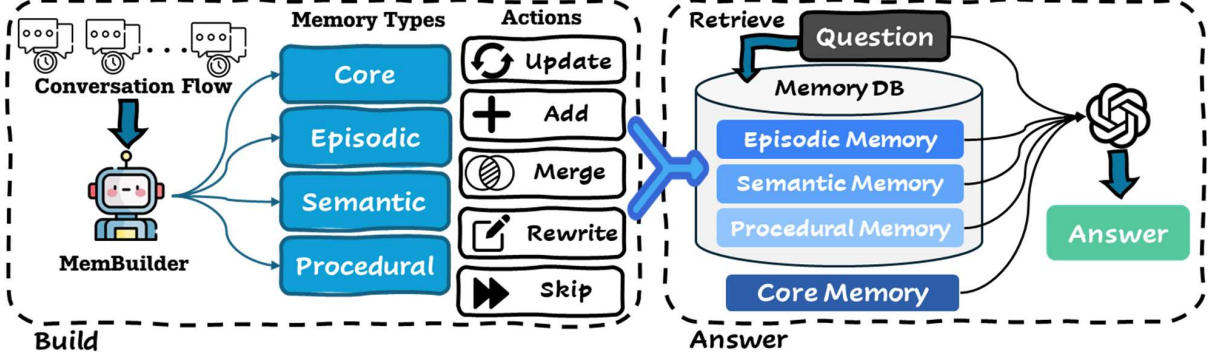 Memory Types
Actions
Conversation Flow
MemBuilder
Core
Episodic
Semantic
Procedural
Update
Add
Merge
Rewrite
Skip
Build
Retrieve
Question
Memory DB
Episodic Memory
Semantic Memory
Procedural Memory
Core Memory
Answer
Answer